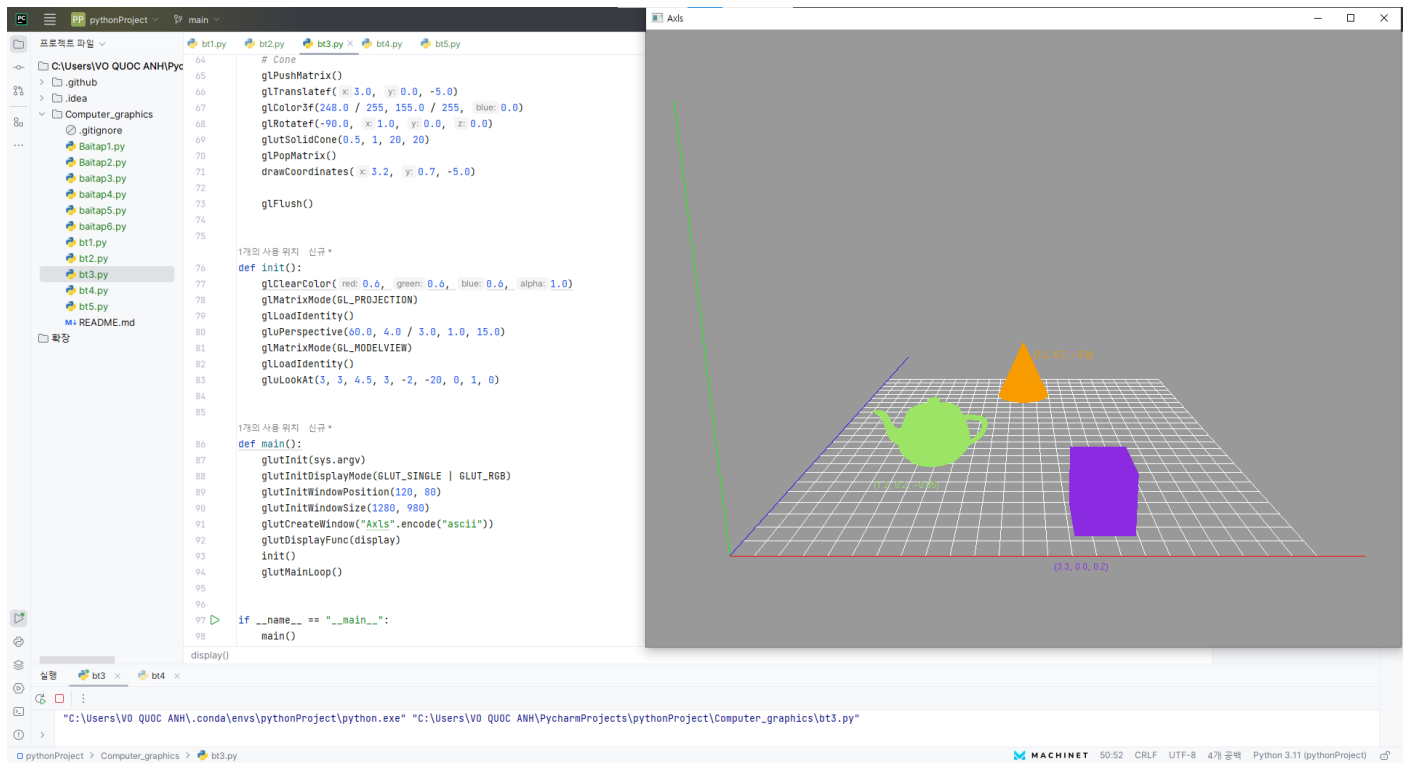 PC PP pythonProject main
Axls
프로젝트 파일
bt1.py bt2.py bt3.py bt4.py bt5.py
C:\Users\VO QUOC ANH\Pyc
.github
.idea
Computer_graphics
.gitignore
Baitap1.py
Baitap2.py
baitap3.py
baitap4.py
baitap5.py
baitap6.py
bt1.py
bt2.py
bt3.py
bt4.py
bt5.py
M↓ README.md
확장
64 # Cone
65 glPushMatrix()
66 glTranslatef( x: 3.0, y: 0.0, -5.0)
67 glColor3f(248.0 / 255, 155.0 / 255, blue: 0.0)
68 glRotatef(-90.0, x: 1.0, y: 0.0, z: 0.0)
69 glutSolidCone(0.5, 1, 20, 20)
70 glPopMatrix()
71 drawCoordinates( x: 3.2, y: 0.7, -5.0)
72
73 glFlush()
74
75
1개의 사용 위치 신규 *
76 def init():
77 glClearColor( red: 0.6, green: 0.6, blue: 0.6, alpha: 1.0)
78 glMatrixMode(GL_PROJECTION)
79 glLoadIdentity()
80 gluPerspective(60.0, 4.0 / 3.0, 1.0, 15.0)
81 glMatrixMode(GL_MODELVIEW)
82 glLoadIdentity()
83 gluLookAt(3, 3, 4.5, 3, -2, -20, 0, 1, 0)
84
85
1개의 사용 위치 신규 *
86 def main():
87 glutInit(sys.argv)
88 glutInitDisplayMode(GLUT_SINGLE | GLUT_RGB)
89 glutInitWindowPosition(120, 80)
90 glutInitWindowSize(1280, 980)
91 glutCreateWindow("Axls".encode("ascii"))
92 glutDisplayFunc(display)
93 init()
94 glutMainLoop()
95
96
97 if __name__ == "__main__":
98 main()
display()
(3.3, 0.0, 0.2)
실행 bt3 bt4
"C:\Users\VO QUOC ANH\.conda\envs\pythonProject\python.exe" "C:\Users\VO QUOC ANH\PycharmProjects\pythonProject\Computer_graphics\bt3.py"
pythonProject > Computer_graphics > bt3.py
MACHINET 50:52 CRLF UTF-8 4개 공백 Python 3.11 (pythonProject)